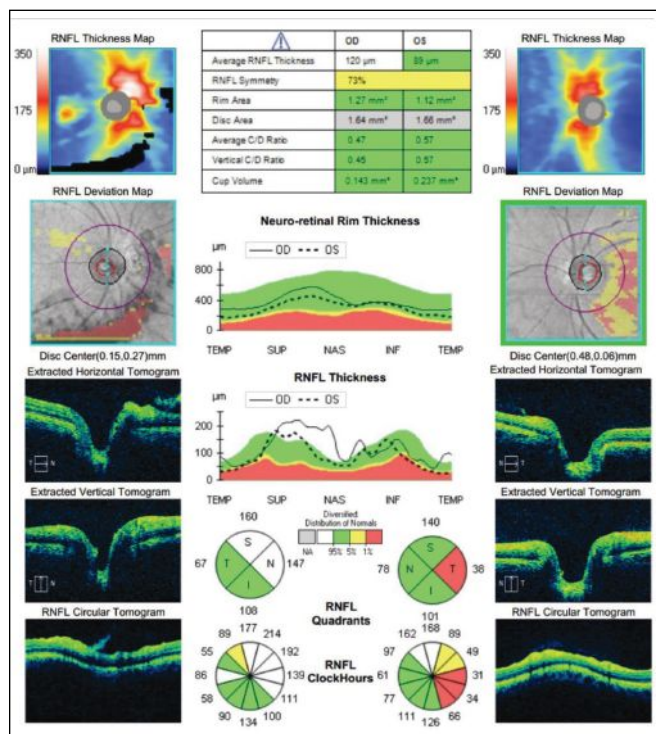 RNFL Thickness Map
350
175
0 μm
OD OS
Average RNFL Thickness 120 μm 89 μm
RNFL Symmetry 73%
Rim Area 1.27 mm² 1.12 mm²
Disc Area 1.64 mm² 1.66 mm²
Average C/D Ratio 0.47 0.57
Vertical C/D Ratio 0.45 0.57
Cup Volume 0.143 mm³ 0.237 mm³
RNFL Thickness Map
350
175
0 μm
RNFL Deviation Map
Disc Center(0.15,0.27)mm
RNFL Deviation Map
Disc Center(0.48,0.06)mm
Neuro-retinal Rim Thickness
μm
OD OS
800
400
0
TEMP SUP NAS INF TEMP
Extracted Horizontal Tomogram
T N
Extracted Horizontal Tomogram
T N
RNFL Thickness
μm
OD OS
200
100
0
TEMP SUP NAS INF TEMP
Extracted Vertical Tomogram
Extracted Vertical Tomogram
Diversified:
Distribution of Normals
NA 95% 5% 1%
160
S
67 T N 147
I
108
140
S
78 N T 38
I
101
RNFL
Quadrants
RNFL Circular Tomogram
RNFL Circular Tomogram
177
89 214
55 192
86 139
58 111
90 100
134
RNFL
ClockHours
168
162 89
97 49
61 31
77 34
111 66
126